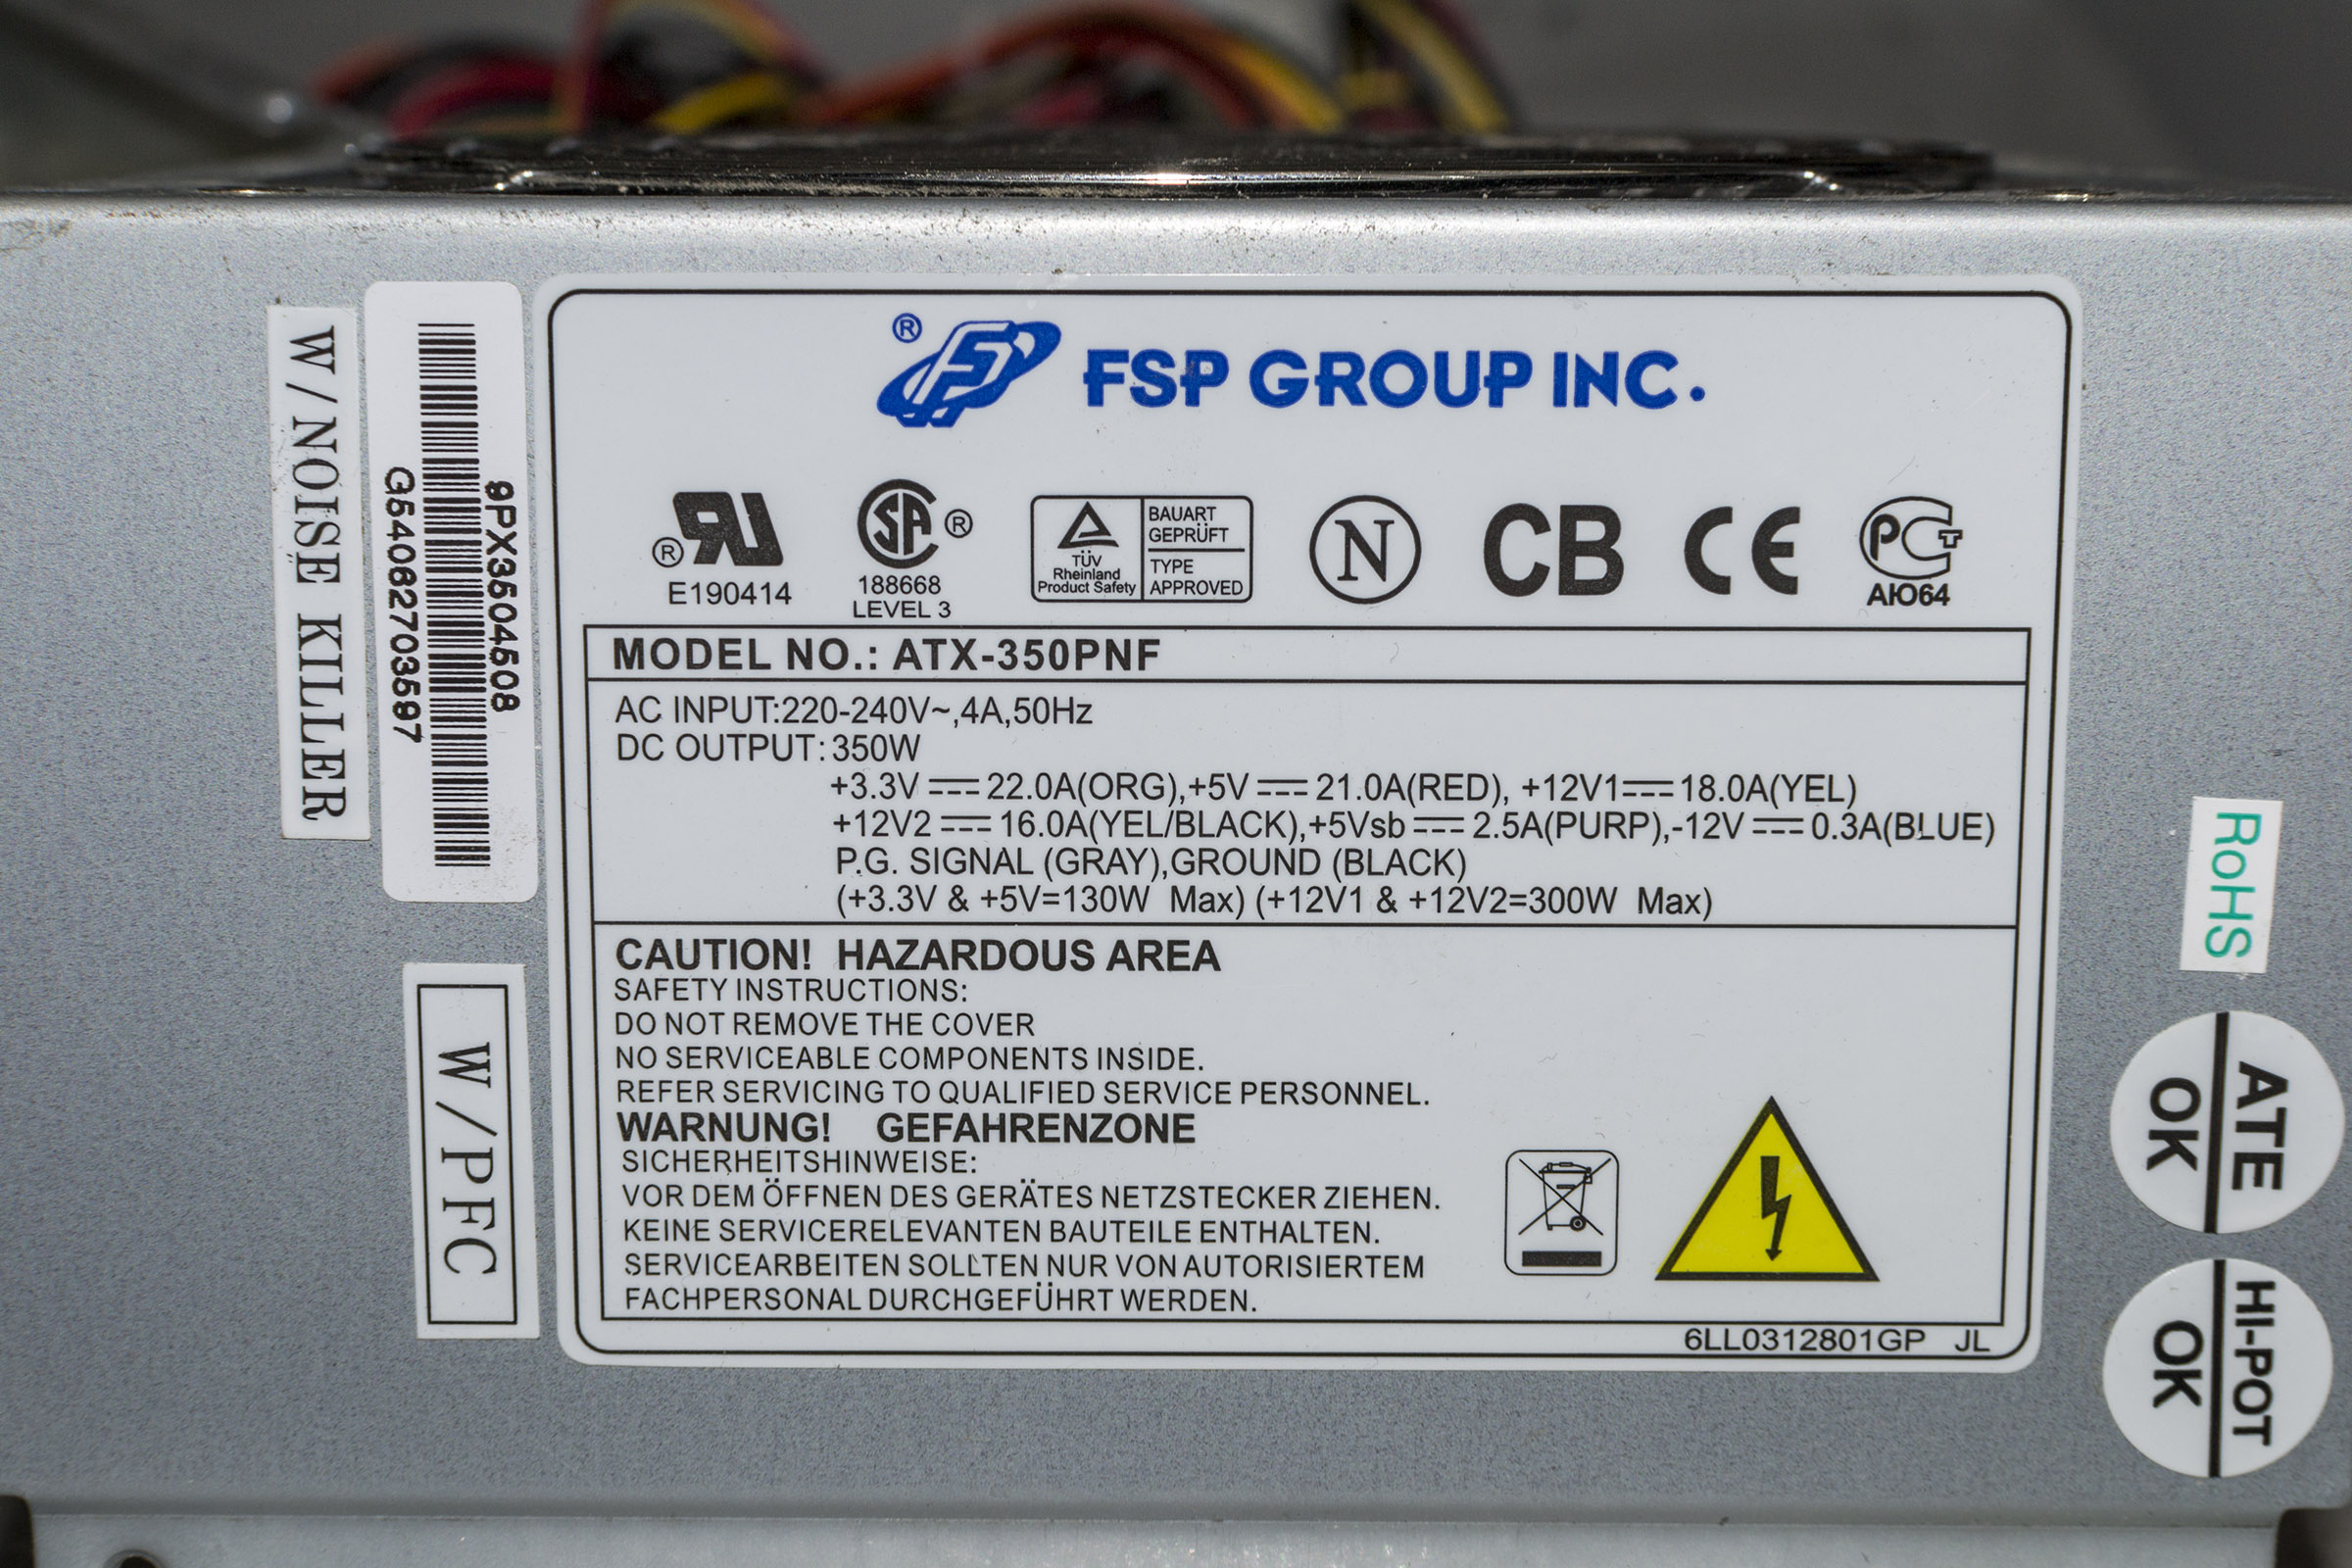 ® FSP GROUP INC.
® E190414
188668 ®
LEVEL 3
TÜV
Rheinland
Product Safety
BAUART
GEPRÜFT
TYPE
APPROVED
N
CB
CE
АЮ64
MODEL NO.: ATX-350PNF
AC INPUT:220-240V~,4A,50Hz
DC OUTPUT: 350W
+3.3V ⎓ 22.0A(ORG),+5V ⎓ 21.0A(RED), +12V1⎓18.0A(YEL)
+12V2 ⎓ 16.0A(YEL/BLACK),+5Vsb ⎓ 2.5A(PURP),-12V ⎓ 0.3A(BLUE)
P.G. SIGNAL (GRAY),GROUND (BLACK)
(+3.3V & +5V=130W Max) (+12V1 & +12V2=300W Max)
CAUTION! HAZARDOUS AREA
SAFETY INSTRUCTIONS:
DO NOT REMOVE THE COVER
NO SERVICEABLE COMPONENTS INSIDE.
REFER SERVICING TO QUALIFIED SERVICE PERSONNEL.
WARNUNG! GEFAHRENZONE
SICHERHEITSHINWEISE:
VOR DEM ÖFFNEN DES GERÄTES NETZSTECKER ZIEHEN.
KEINE SERVICERELEVANTEN BAUTEILE ENTHALTEN.
SERVICEARBEITEN SOLLTEN NUR VON AUTORISIERTEM
FACHPERSONAL DURCHGEFÜHRT WERDEN.
6LL0312801GP JL
W/NOISE KILLER
9PX3504508
G54062703597
W/PFC
RoHS
ATE
OK
HI-POT
OK